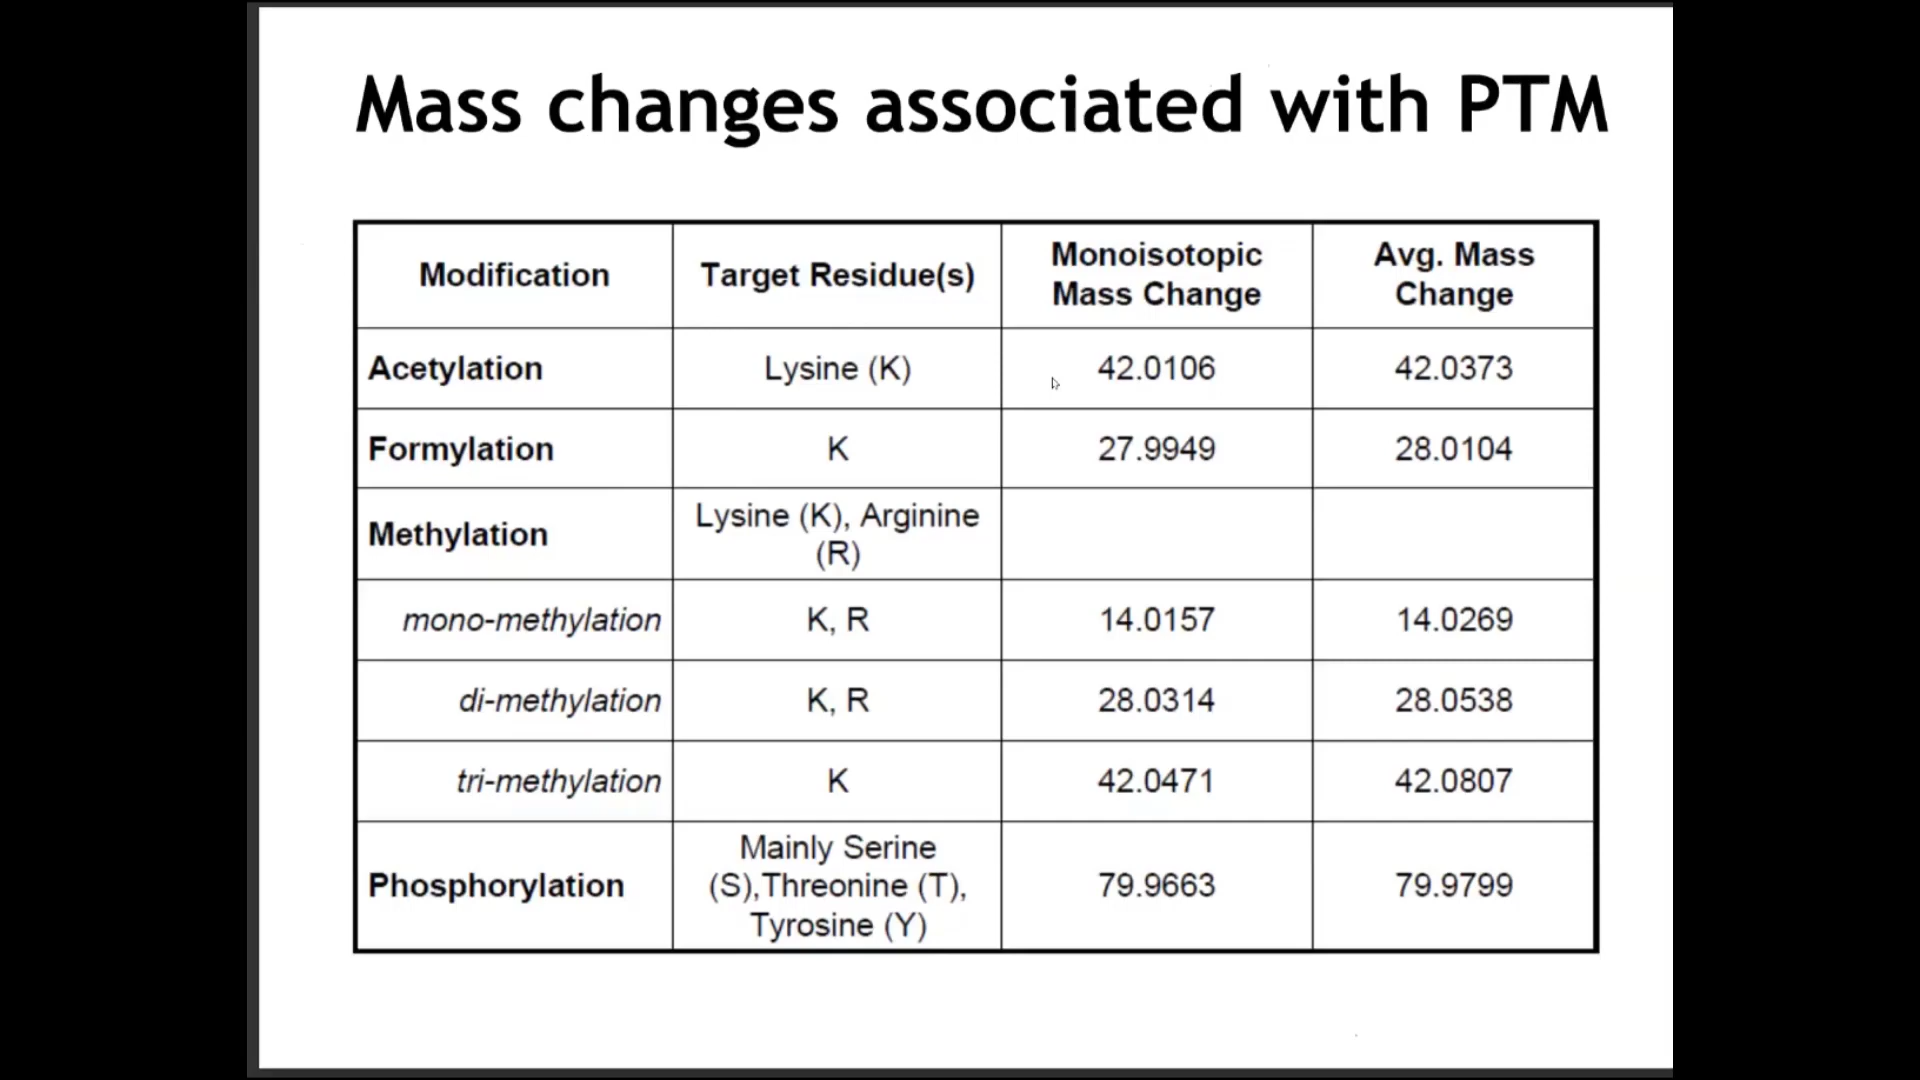 Mass changes associated with PTM
Modification
Target Residue(s)
Monoisotopic
Mass Change
Avg. Mass
Change
Acetylation
Lysine (K)
42.0106
42.0373
Formylation
K
27.9949
28.0104
Methylation
Lysine (K), Arginine
(R)
mono-methylation
K, R
14.0157
14.0269
di-methylation
K, R
28.0314
28.0538
tri-methylation
K
42.0471
42.0807
Phosphorylation
Mainly Serine
(S),Threonine (T),
Tyrosine (Y)
79.9663
79.9799